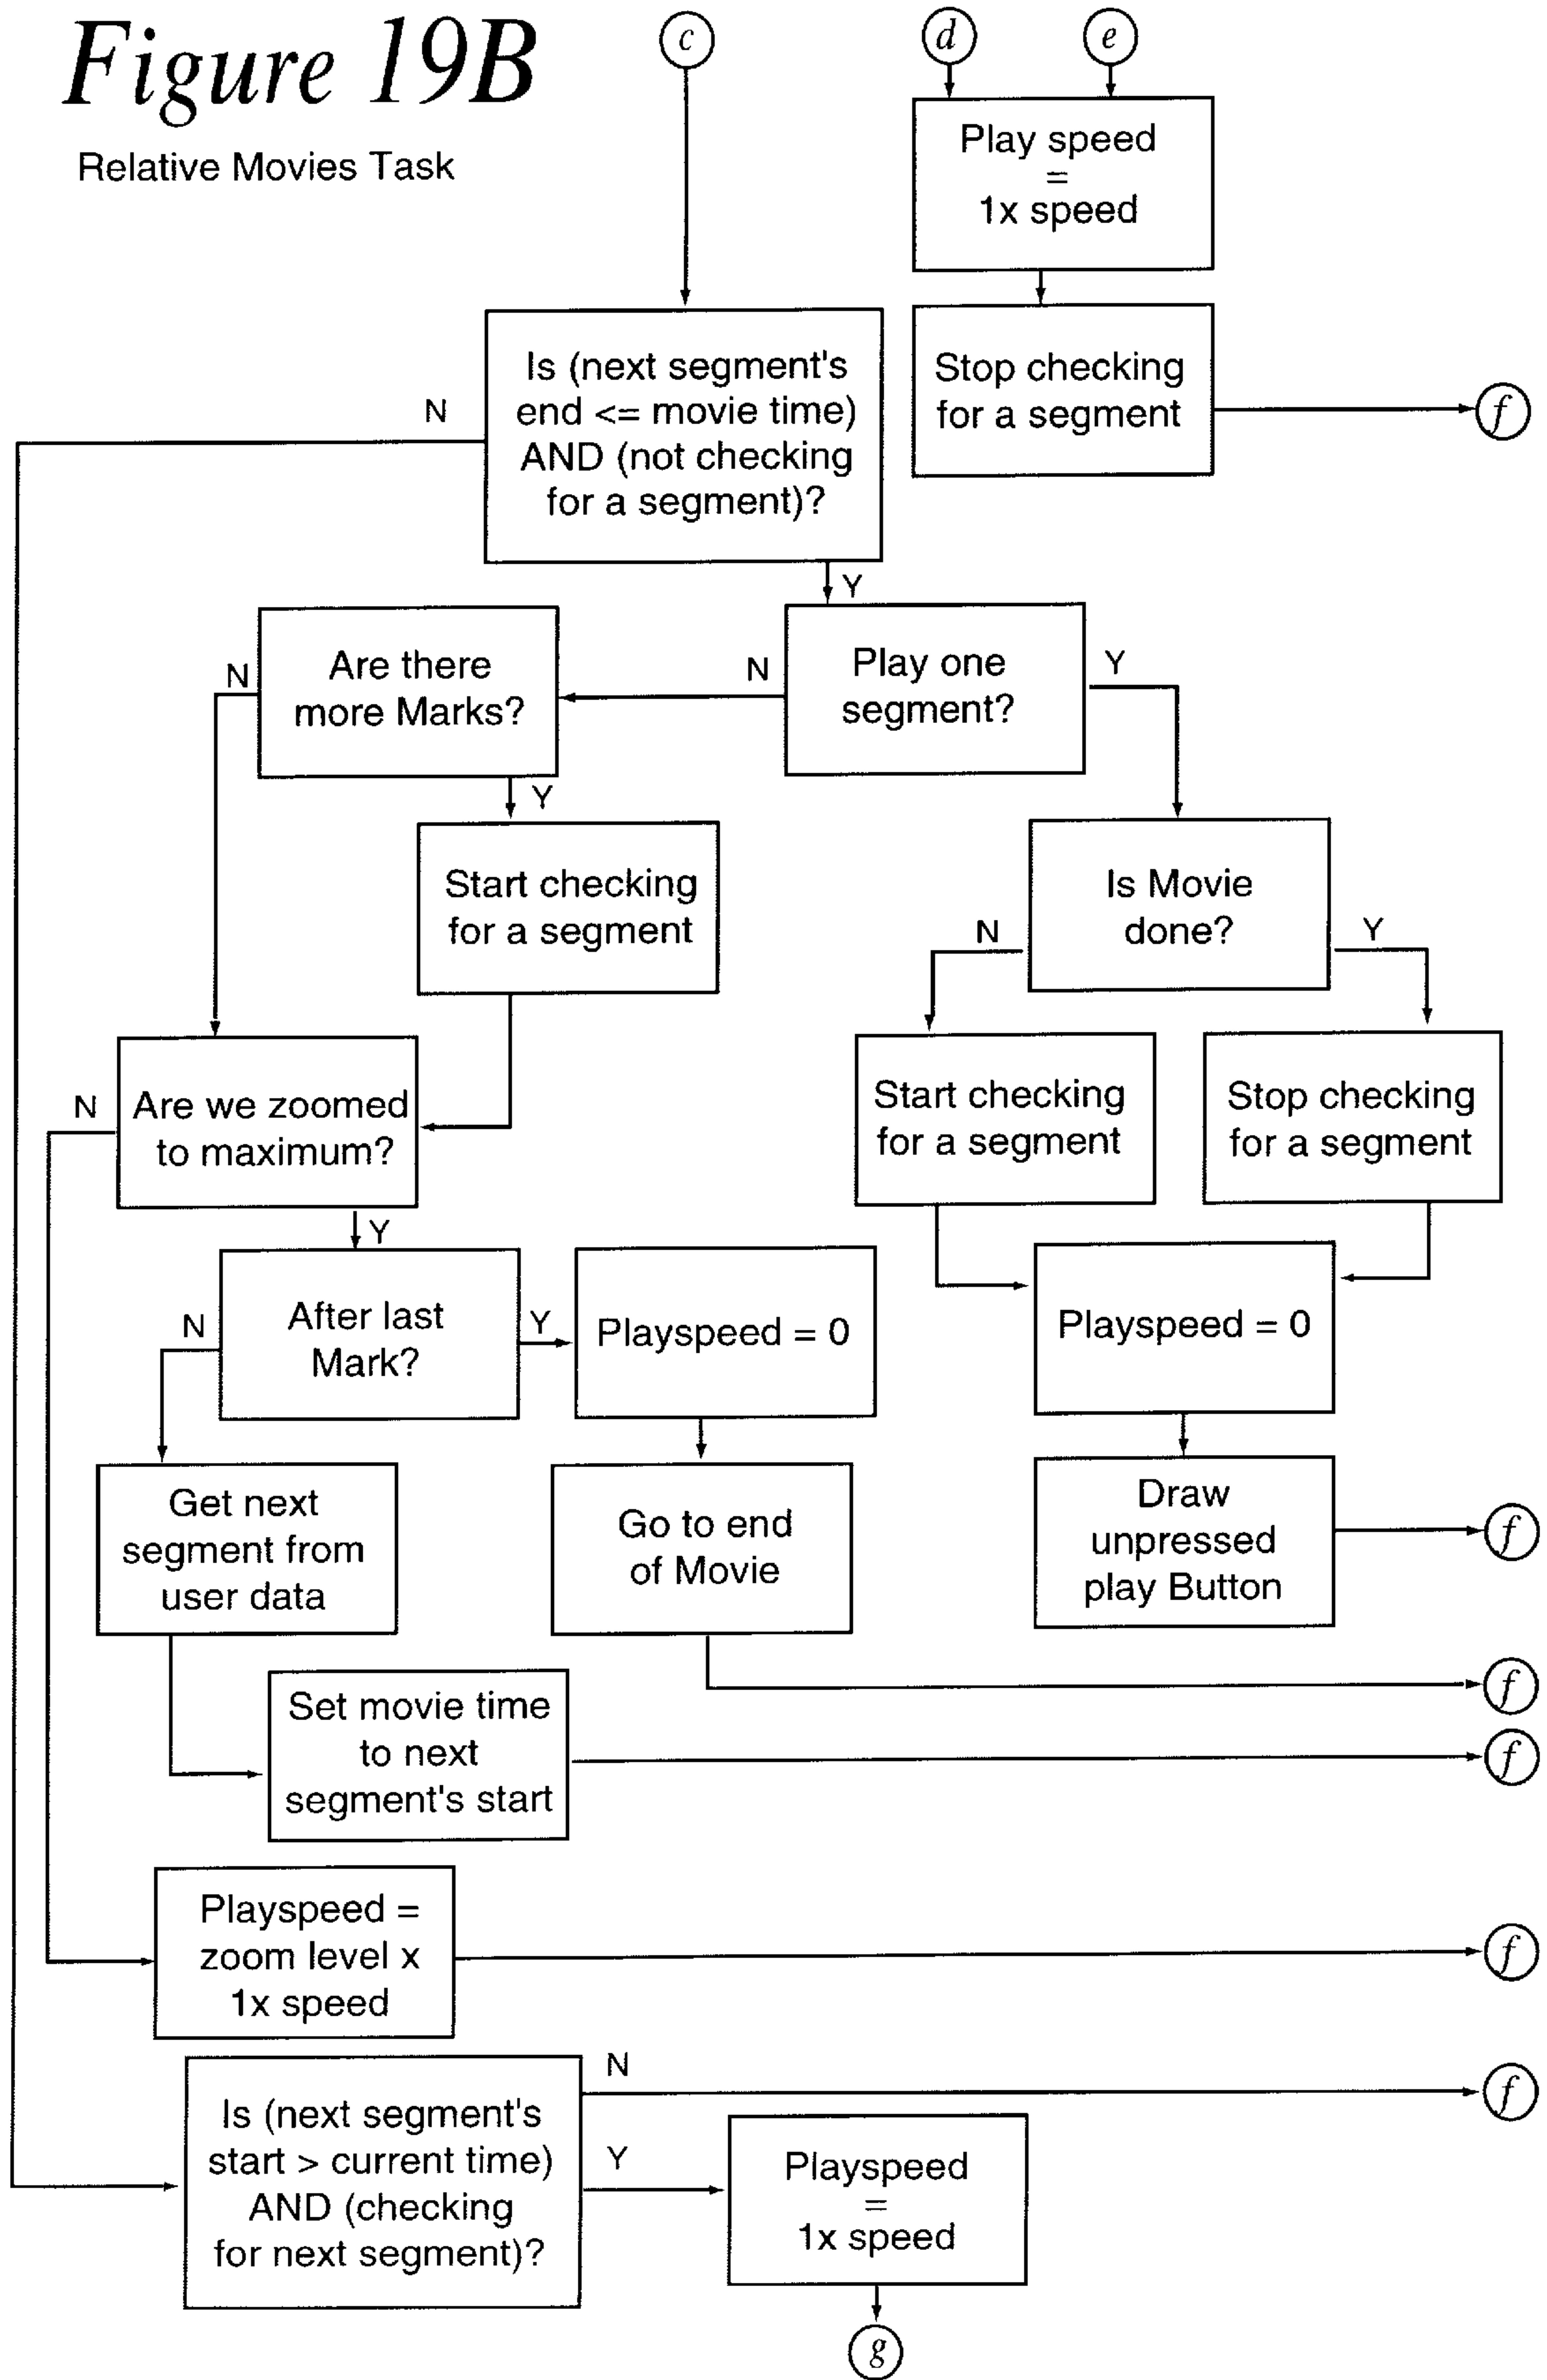 Figure 19B
Relative Movies Task
c
d
e
Play speed
=
1x speed
Stop checking
for a segment
f
Is (next segment's
end <= movie time)
AND (not checking
for a segment)?
N
Y
Play one
segment?
N
Y
Are there
more Marks?
N
Y
Start checking
for a segment
Is Movie
done?
N
Y
Start checking
for a segment
Stop checking
for a segment
Are we zoomed
to maximum?
N
Y
After last
Mark?
N
Y
Playspeed = 0
Playspeed = 0
Get next
segment from
user data
Go to end
of Movie
Draw
unpressed
play Button
f
f
Set movie time
to next
segment's start
f
Playspeed =
zoom level x
1x speed
f
Is (next segment's
start > current time)
AND (checking
for next segment)?
N
f
Y
Playspeed
=
1x speed
g